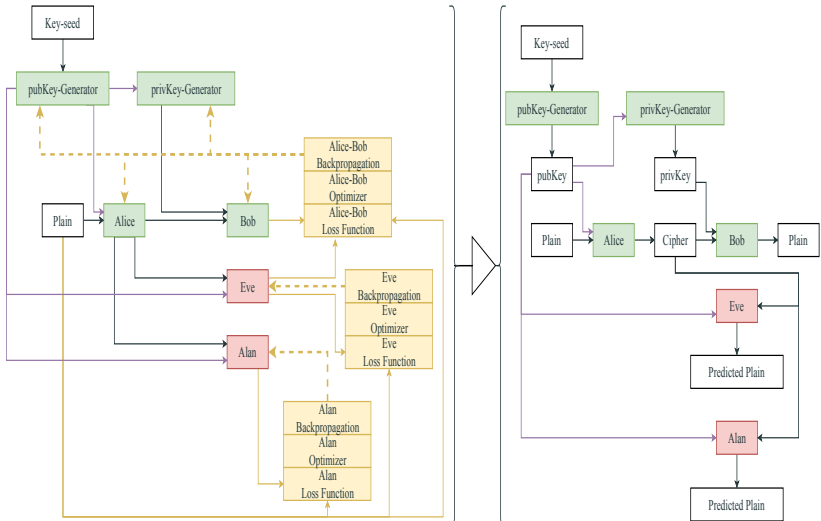 Key-seed
pubKey-Generator
privKey-Generator
Alice-Bob
Backpropagation
Alice-Bob
Optimizer
Alice-Bob
Loss Function
Plain
Alice
Bob
Eve
Eve
Backpropagation
Eve
Optimizer
Eve
Loss Function
Alan
Alan
Backpropagation
Alan
Optimizer
Alan
Loss Function
Key-seed
pubKey-Generator
privKey-Generator
pubKey
privKey
Plain
Alice
Cipher
Bob
Plain
Eve
Predicted Plain
Alan
Predicted Plain